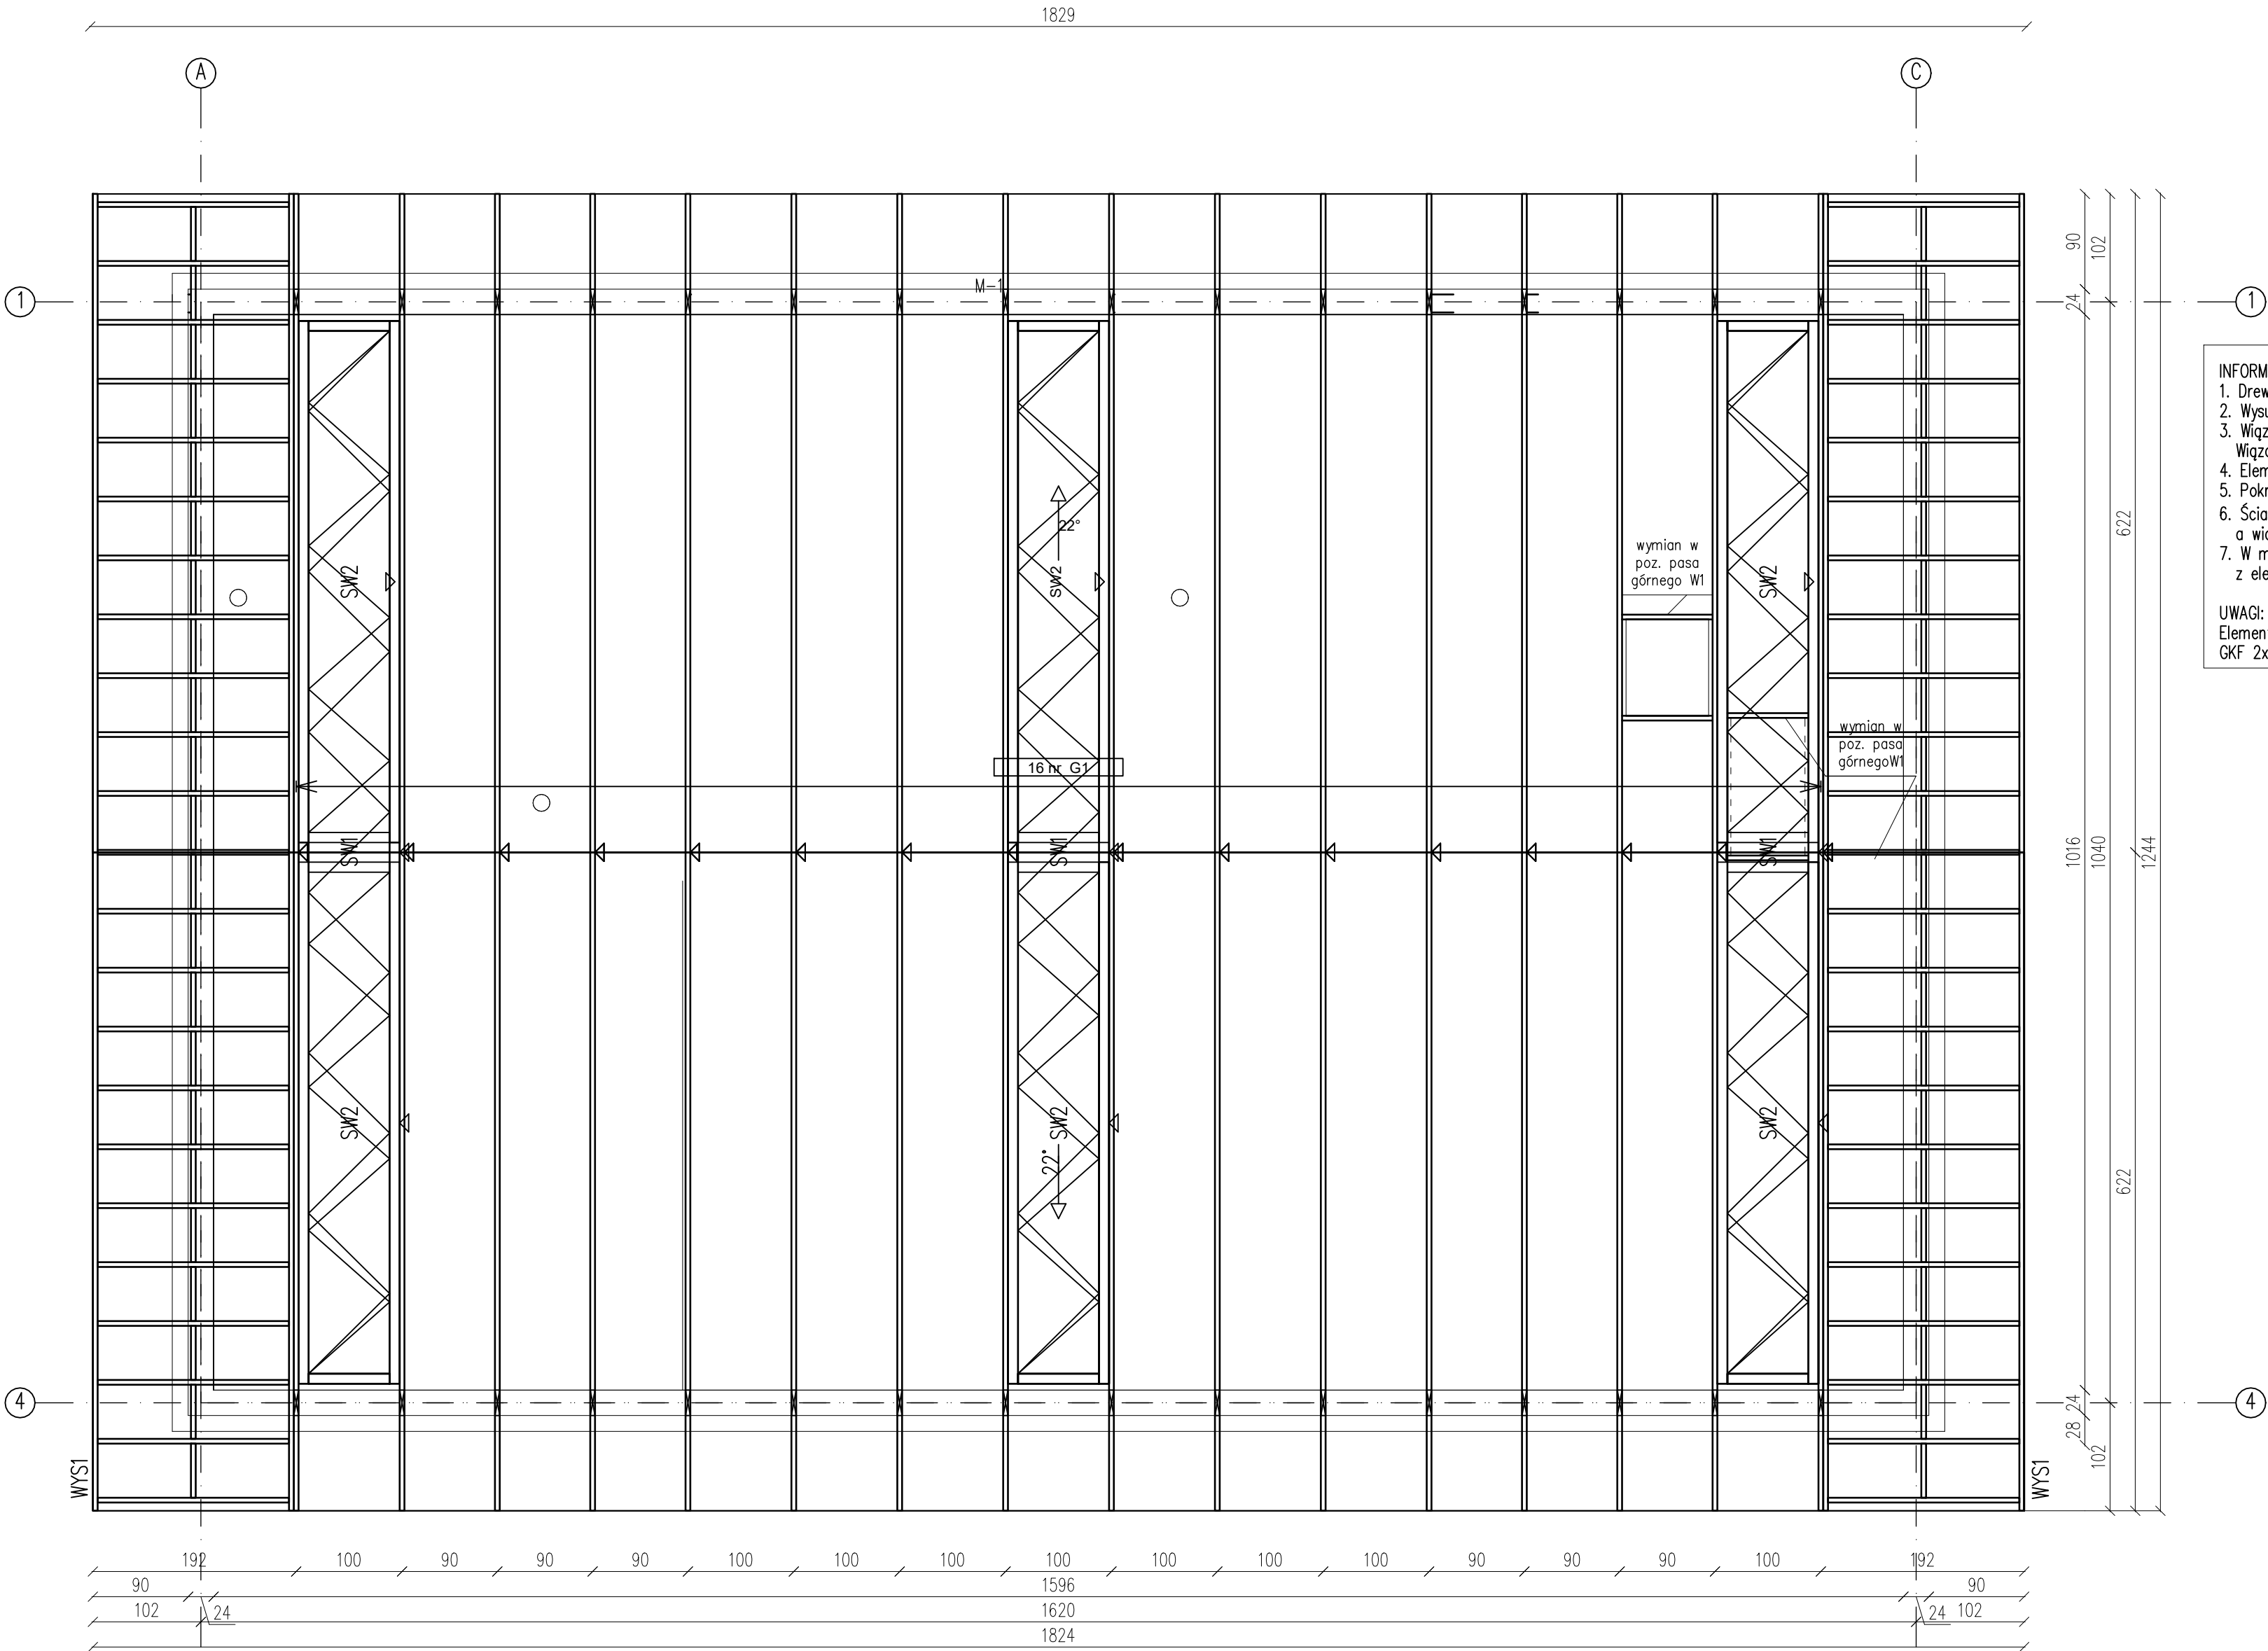 1829
A
C
90
102
M-1
1
1
24
INFORM
1. Drew
2. Wysu
3. Wiąz
Wiąza
4. Elem
5. Pokr
6. Ścia
a wią
7. W m
z ele
UWAGI:
Elemen
GKF 2x
622
22°
wymian w
poz. pasa
górnego W1
SW2
SW2
SW2
wymian w
poz. pasa
górnegoW1
16 nr G1
SW1
SW1
SW1
1016
1040
1244
SW2
SW2
SW2
22°
622
4
4
24
28
102
WYS1
WYS1
192
100
90
90
90
100
100
100
100
100
100
100
90
90
90
100
192
90
1596
90
102
24
1620
24
102
1824